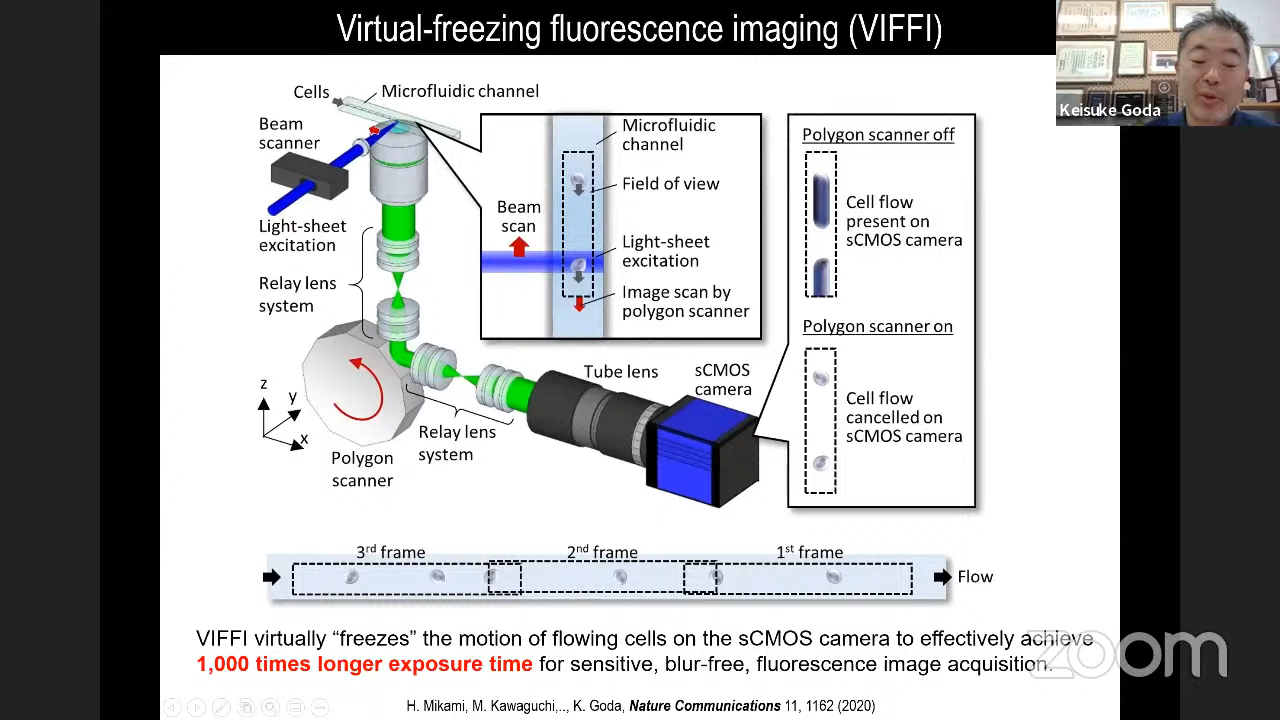 Virtual-freezing fluorescence imaging (VIFFI)
Keisuke Goda
Cells
Microfluidic channel
Beam
scanner
Light-sheet
excitation
Relay lens
system
Microfluidic
channel
Field of view
Beam
scan
Light-sheet
excitation
Image scan by
polygon scanner
Polygon scanner off
Cell flow
present on
sCMOS camera
Polygon scanner on
Cell flow
cancelled on
sCMOS camera
Tube lens
sCMOS
camera
z
y
x
Relay lens
system
Polygon
scanner
3rd frame
2nd frame
1st frame
Flow
VIFFI virtually “freezes” the motion of flowing cells on the sCMOS camera to effectively achieve
1,000 times longer exposure time for sensitive, blur-free, fluorescence image acquisition.
zoom
H. Mikami, M. Kawaguchi,.., K. Goda, Nature Communications 11, 1162 (2020)